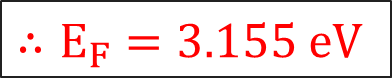 ∴ E_F = 3.155 eV